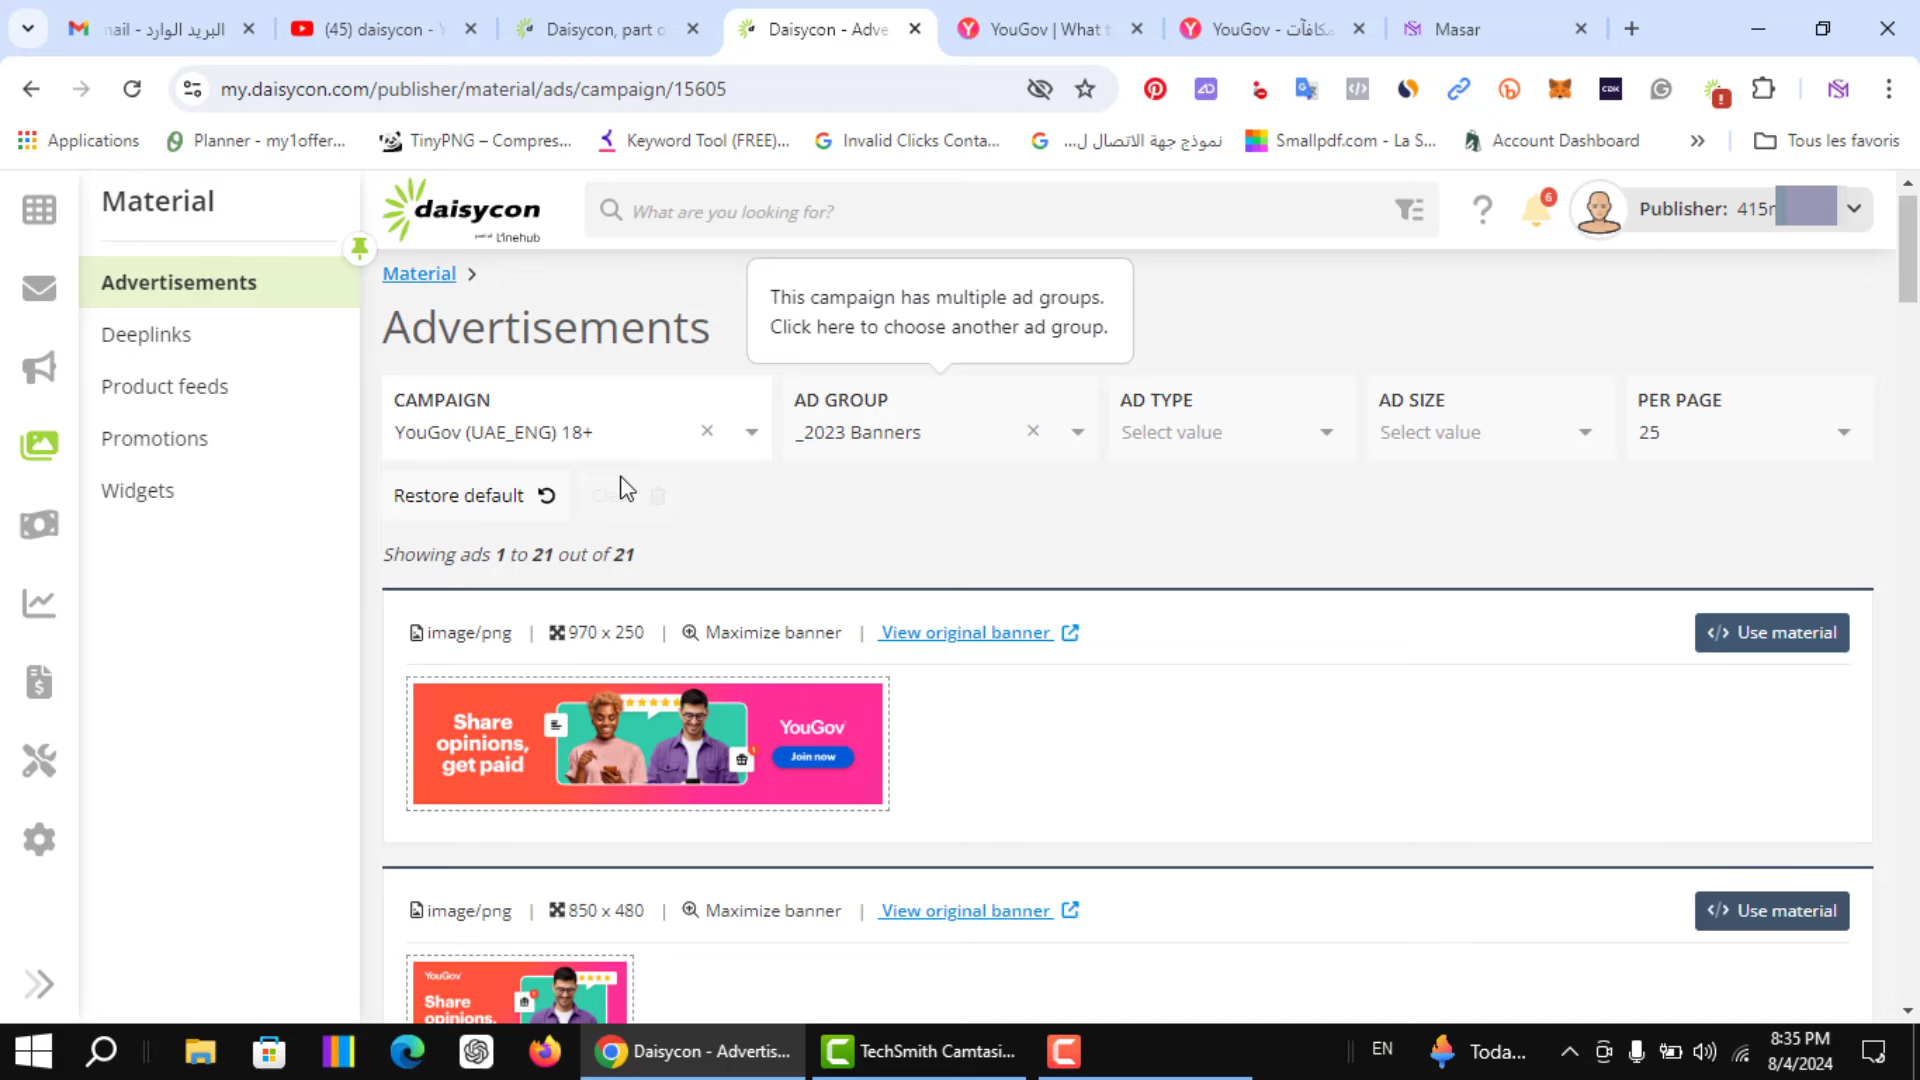 البريد الوارد - nail
(45) daisycon - Y
Daisycon, part o
Daisycon - Adve
YouGov | What t
YouGov - مكافآت
Masar
my.daisycon.com/publisher/material/ads/campaign/15605
Applications
Planner - my1offer...
TinyPNG – Compres...
Keyword Tool (FREE)...
Invalid Clicks Conta...
نموذج جهة الاتصال ل...
Smallpdf.com - La S...
Account Dashboard
Tous les favoris
Material
daisycon
part of Linehub
What are you looking for?
6
Publisher: 415
Advertisements
Deeplinks
Product feeds
Promotions
Widgets
Material
This campaign has multiple ad groups.
Click here to choose another ad group.
Advertisements
CAMPAIGN
YouGov (UAE_ENG) 18+
AD GROUP
_2023 Banners
AD TYPE
Select value
AD SIZE
Select value
PER PAGE
25
Restore default
Showing ads 1 to 21 out of 21
image/png | 970 x 250 | Maximize banner | View original banner
</> Use material
Share
opinions,
get paid
YouGov
Join now
image/png | 850 x 480 | Maximize banner | View original banner
</> Use material
YouGov
Share
opinions,
Daisycon - Advertis...
TechSmith Camtasi...
EN
Toda...
8:35 PM
8/4/2024